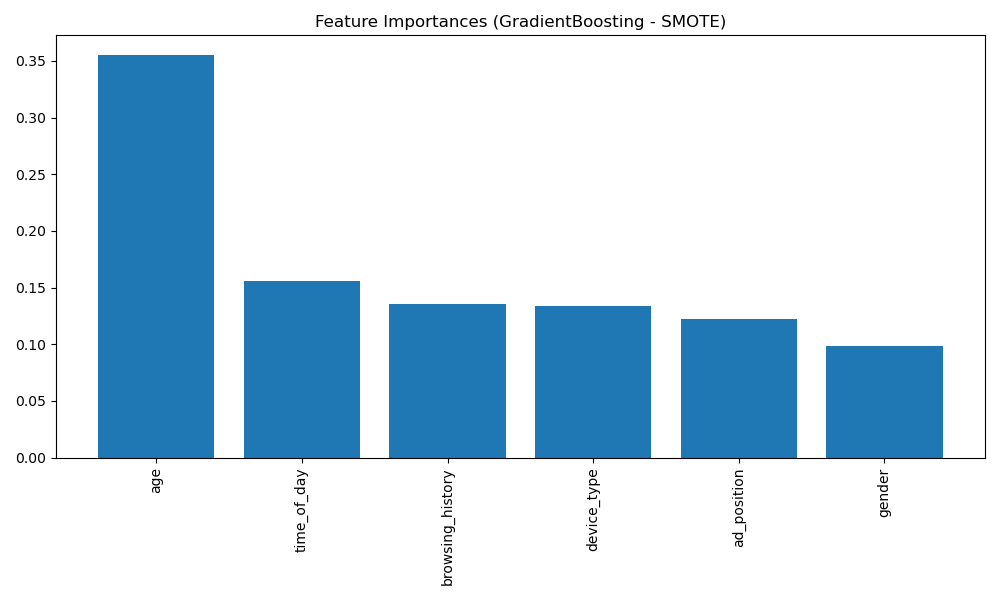 Feature Importances (GradientBoosting - SMOTE)
0.35
0.30
0.25
0.20
0.15
0.10
0.05
0.00
age
time_of_day
browsing_history
device_type
ad_position
gender